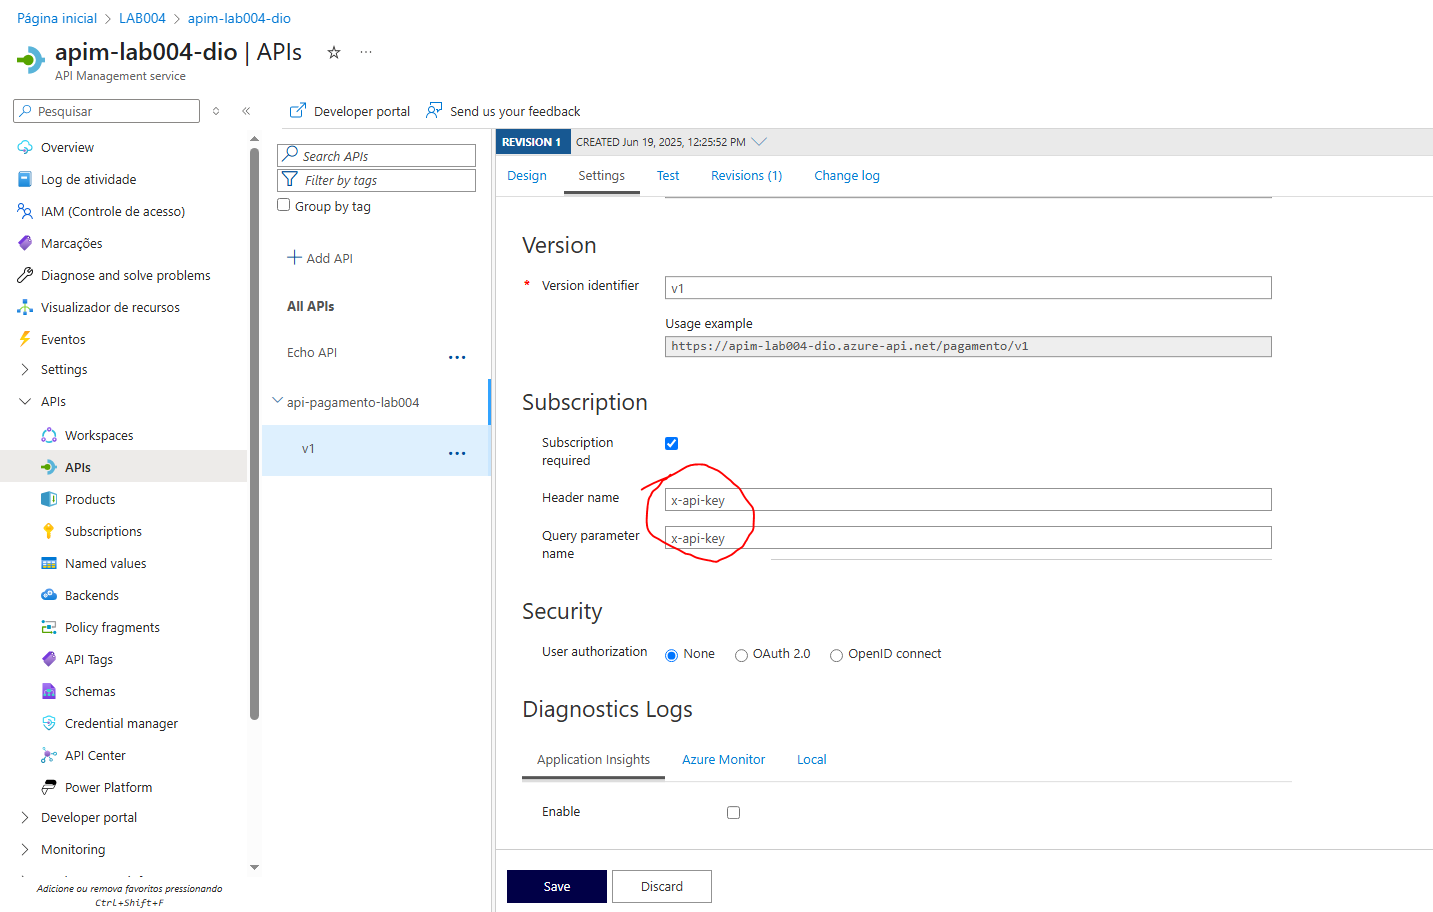 Página inicial > LAB004 > apim-lab004-dio
apim-lab004-dio | APIs
API Management service
Pesquisar
Overview
Log de atividade
IAM (Controle de acesso)
Marcações
Diagnose and solve problems
Visualizador de recursos
Eventos
Settings
APIs
Workspaces
APIs
Products
Subscriptions
Named values
Backends
Policy fragments
API Tags
Schemas
Credential manager
API Center
Power Platform
Developer portal
Monitoring
Adicione ou remova favoritos pressionando
Ctrl+Shift+F
Developer portal
Send us your feedback
Search APIs
Filter by tags
Group by tag
Add API
All APIs
Echo API
api-pagamento-lab004
v1
REVISION 1 CREATED Jun 19, 2025, 12:25:52 PM
Design Settings Test Revisions (1) Change log
Version
* Version identifier
v1
Usage example
https://apim-lab004-dio.azure-api.net/pagamento/v1
Subscription
Subscription
required
Header name
x-api-key
Query parameter
name
x-api-key
Security
User authorization
None OAuth 2.0 OpenID connect
Diagnostics Logs
Application Insights Azure Monitor Local
Enable
Save Discard